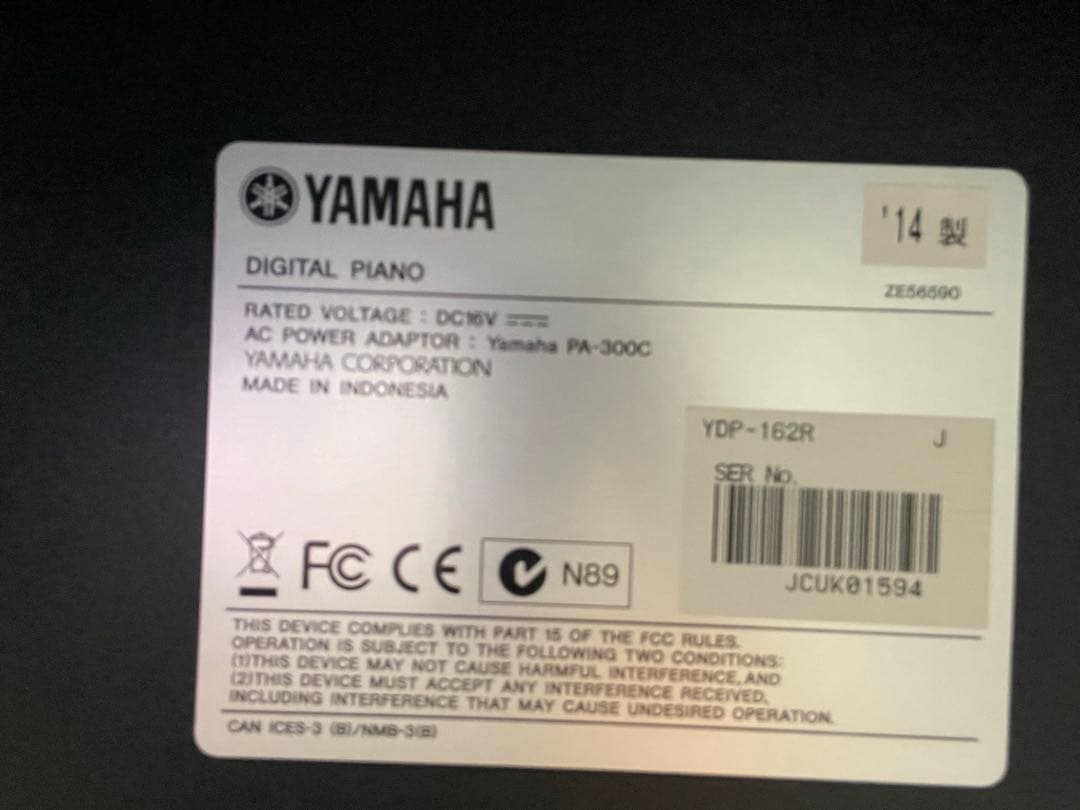 YAMAHA
'14 製
DIGITAL PIANO
ZE56590
RATED VOLTAGE : DC16V
AC POWER ADAPTOR : Yamaha PA-300C
YAMAHA CORPORATION
MADE IN INDONESIA
YDP-162R J
SER No.
JCUK01594
FC CE N89
THIS DEVICE COMPLIES WITH PART 15 OF THE FCC RULES.
OPERATION IS SUBJECT TO THE FOLLOWING TWO CONDITIONS:
(1)THIS DEVICE MAY NOT CAUSE HARMFUL INTERFERENCE, AND
(2)THIS DEVICE MUST ACCEPT ANY INTERFERENCE RECEIVED,
INCLUDING INTERFERENCE THAT MAY CAUSE UNDESIRED OPERATION.
CAN ICES-3 (B)/NMB-3(B)